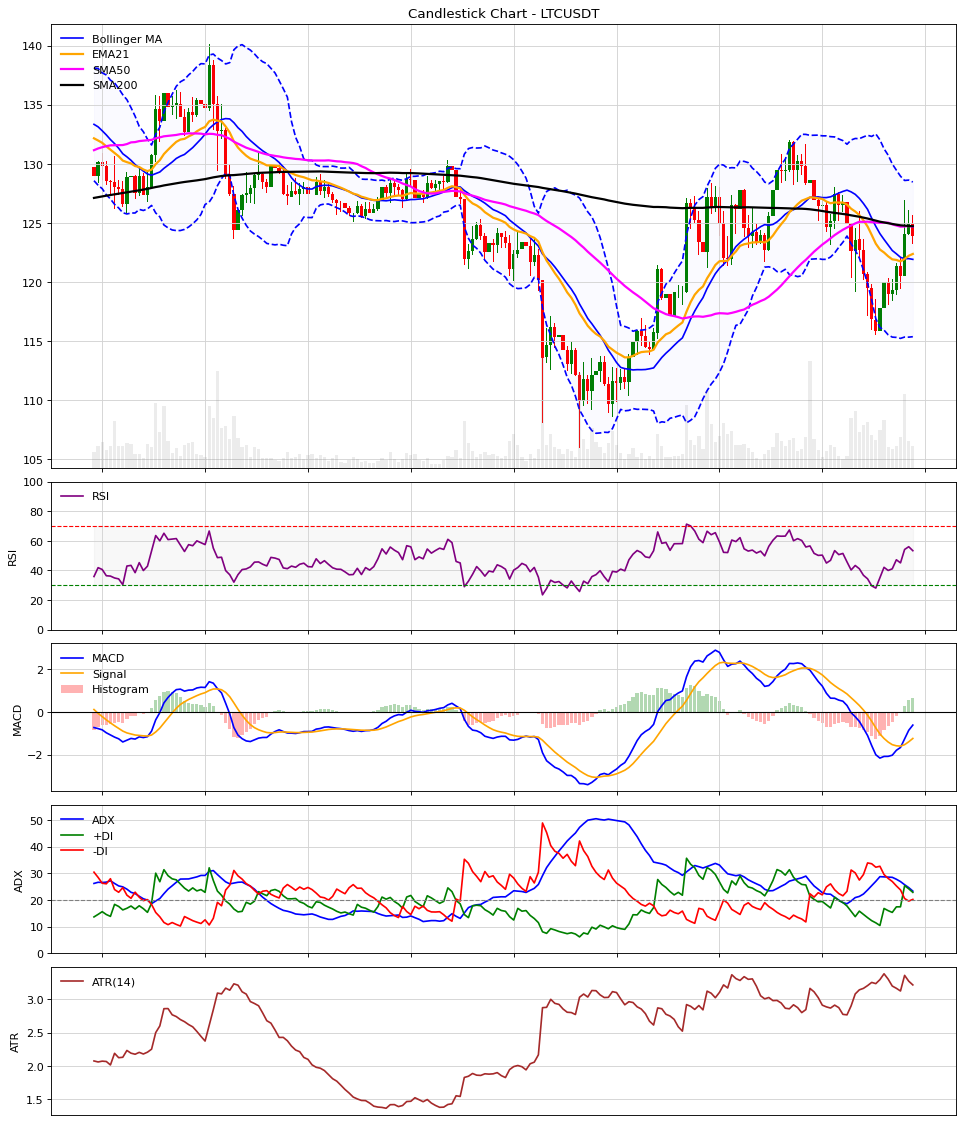 Candlestick Chart - LTCUSDT
Bollinger MA
EMA21
SMA50
SMA200
140
135
130
125
120
115
110
105
RSI
100
80
60
40
20
0
RSI
MACD
Signal
Histogram
2
0
−2
MACD
ADX
+DI
-DI
50
40
30
20
10
0
ADX
ATR(14)
3.0
2.5
2.0
1.5
ATR